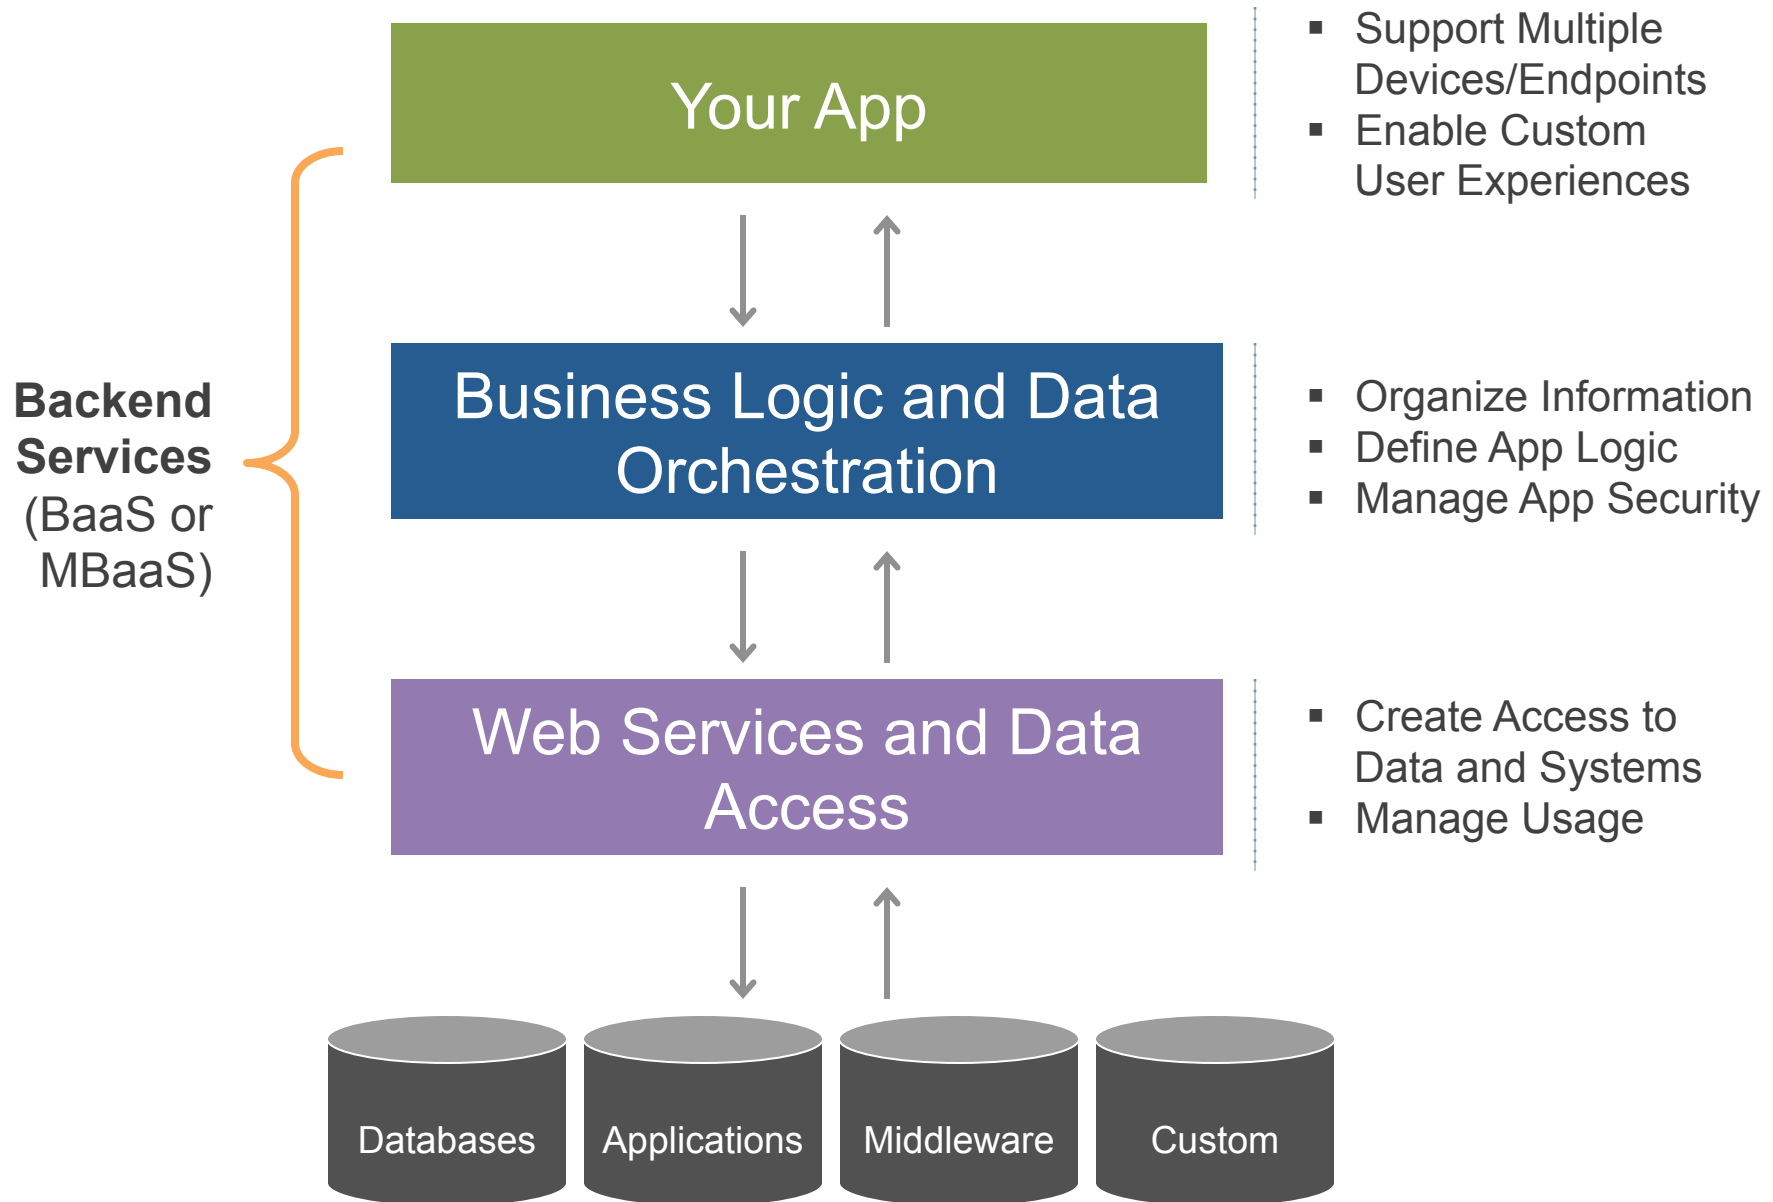 Your App
▪ Support Multiple
Devices/Endpoints
▪ Enable Custom
User Experiences
Backend
Services
(BaaS or
MBaaS)
Business Logic and Data
Orchestration
▪ Organize Information
▪ Define App Logic
▪ Manage App Security
Web Services and Data
Access
▪ Create Access to
Data and Systems
▪ Manage Usage
Databases
Applications
Middleware
Custom